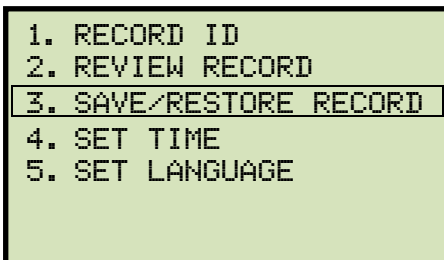 1. RECORD ID
2. REVIEW RECORD
3. SAVE/RESTORE RECORD
4. SET TIME
5. SET LANGUAGE